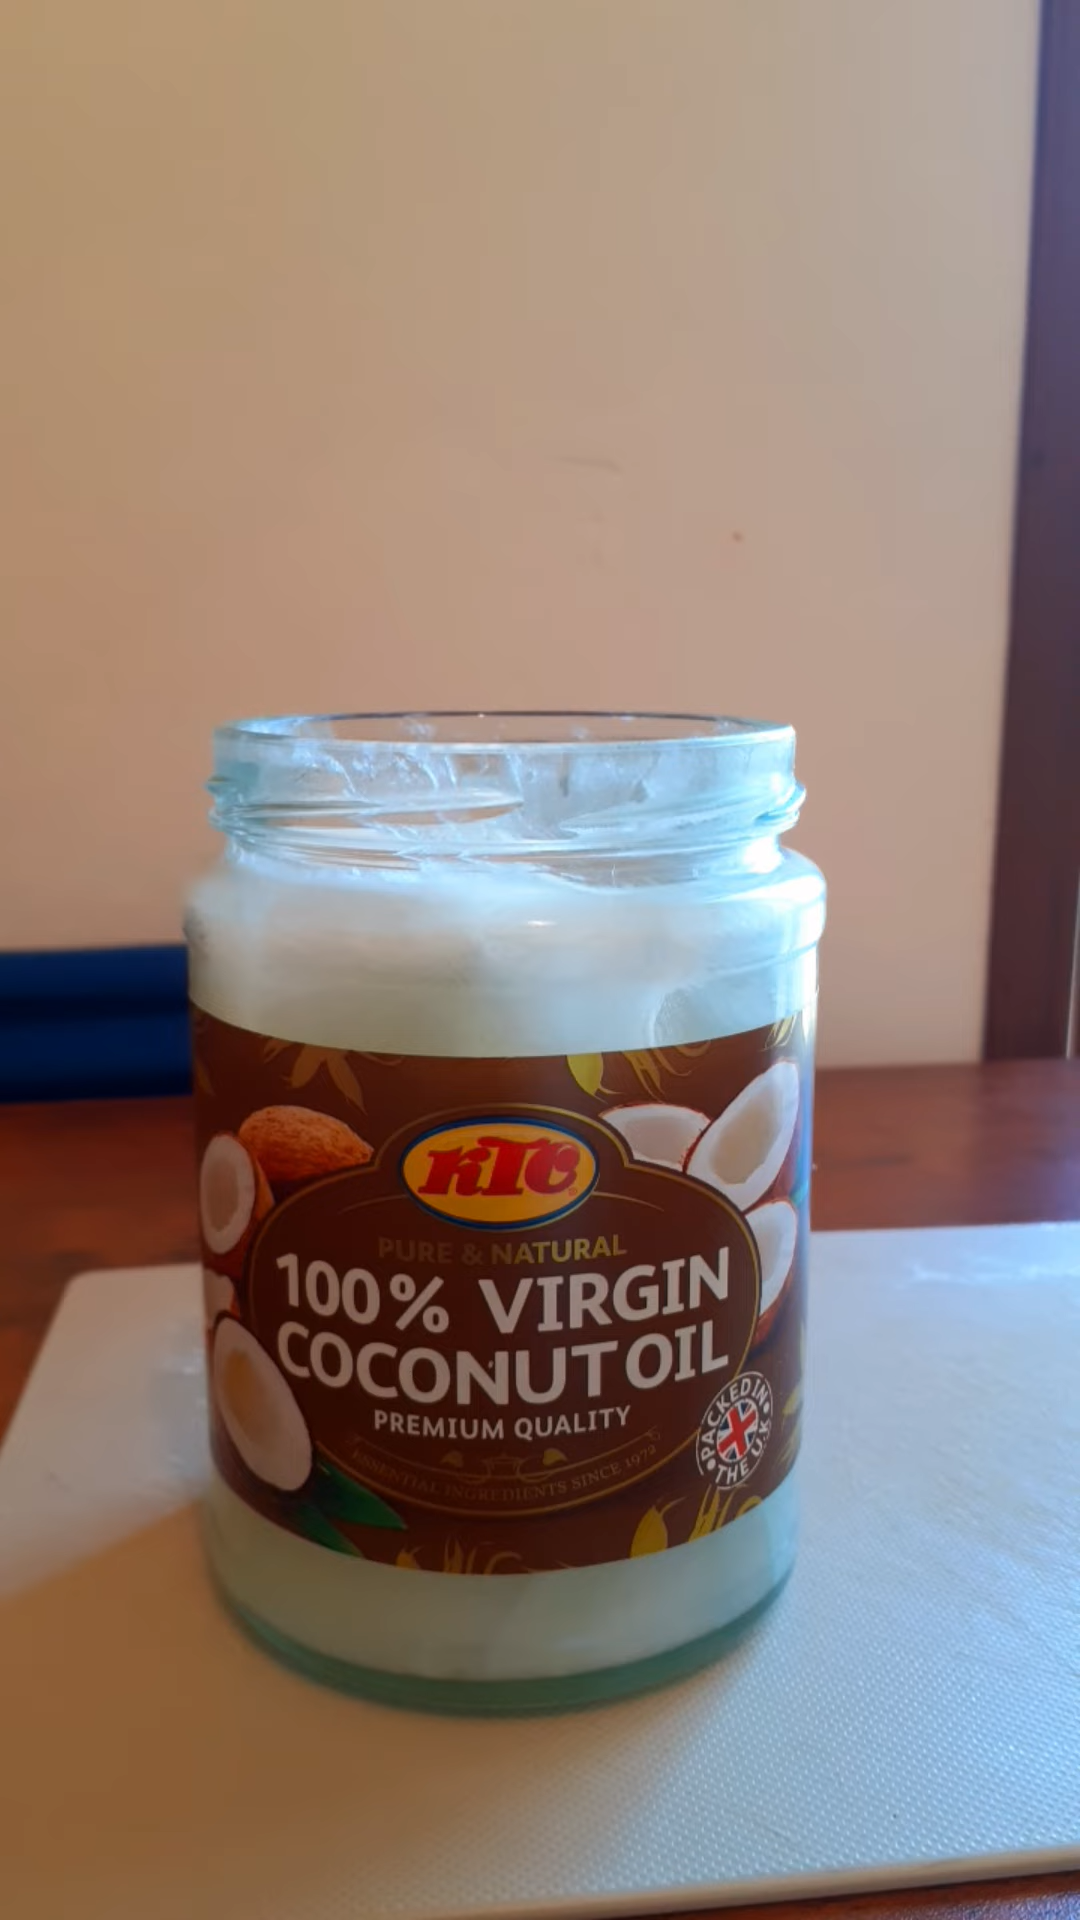 KTC
PURE & NATURAL
100% VIRGIN
COCONUT OIL
PREMIUM QUALITY
ESSENTIAL INGREDIENTS SINCE 1972
PACKED IN
THE U.K